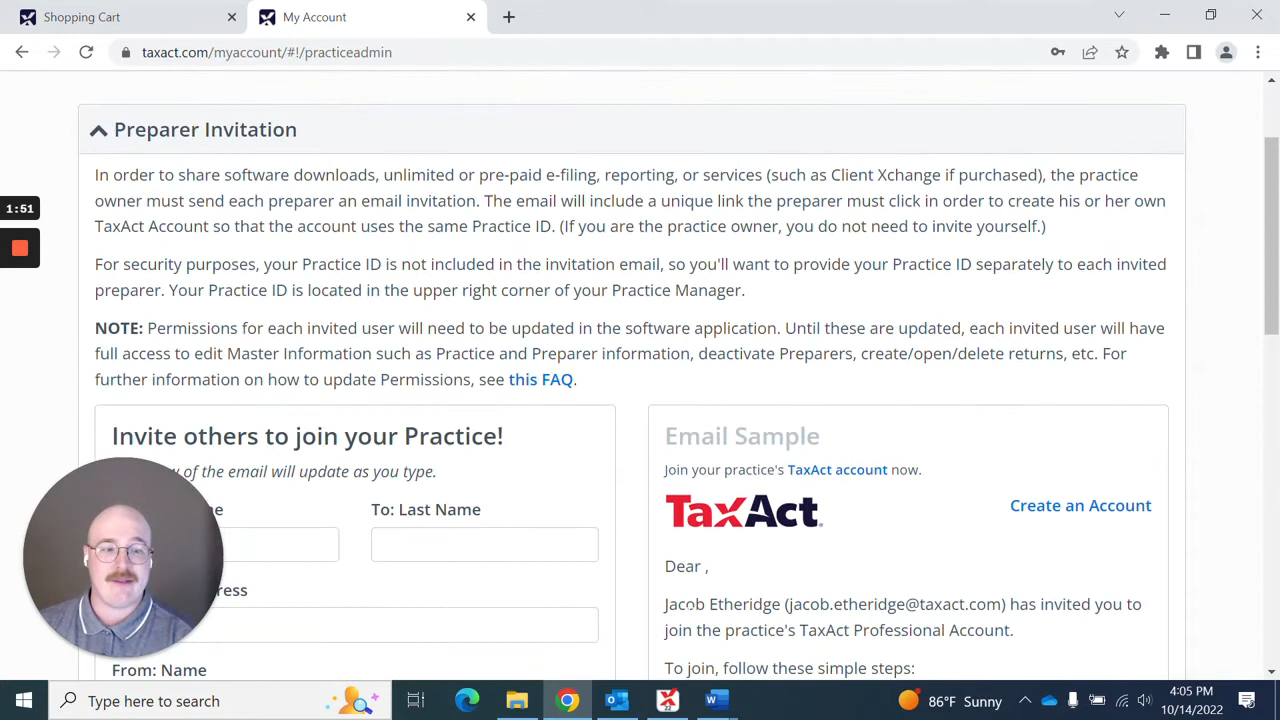 Shopping Cart
My Account
taxact.com/myaccount/#!/practiceadmin
Preparer Invitation
In order to share software downloads, unlimited or pre-paid e-filing, reporting, or services (such as Client Xchange if purchased), the practice
owner must send each preparer an email invitation. The email will include a unique link the preparer must click in order to create his or her own
TaxAct Account so that the account uses the same Practice ID. (If you are the practice owner, you do not need to invite yourself.)
1:51
For security purposes, your Practice ID is not included in the invitation email, so you'll want to provide your Practice ID separately to each invited
preparer. Your Practice ID is located in the upper right corner of your Practice Manager.
NOTE: Permissions for each invited user will need to be updated in the software application. Until these are updated, each invited user will have
full access to edit Master Information such as Practice and Preparer information, deactivate Preparers, create/open/delete returns, etc. For
further information on how to update Permissions, see this FAQ.
Invite others to join your Practice!
of the email will update as you type.
To: Last Name
From: Name
Email Sample
Join your practice's TaxAct account now.
TaxAct.
Create an Account
Dear ,
Jacob Etheridge (jacob.etheridge@taxact.com) has invited you to
join the practice's TaxAct Professional Account.
To join, follow these simple steps:
Type here to search
22
86°F Sunny
4:05 PM
10/14/2022